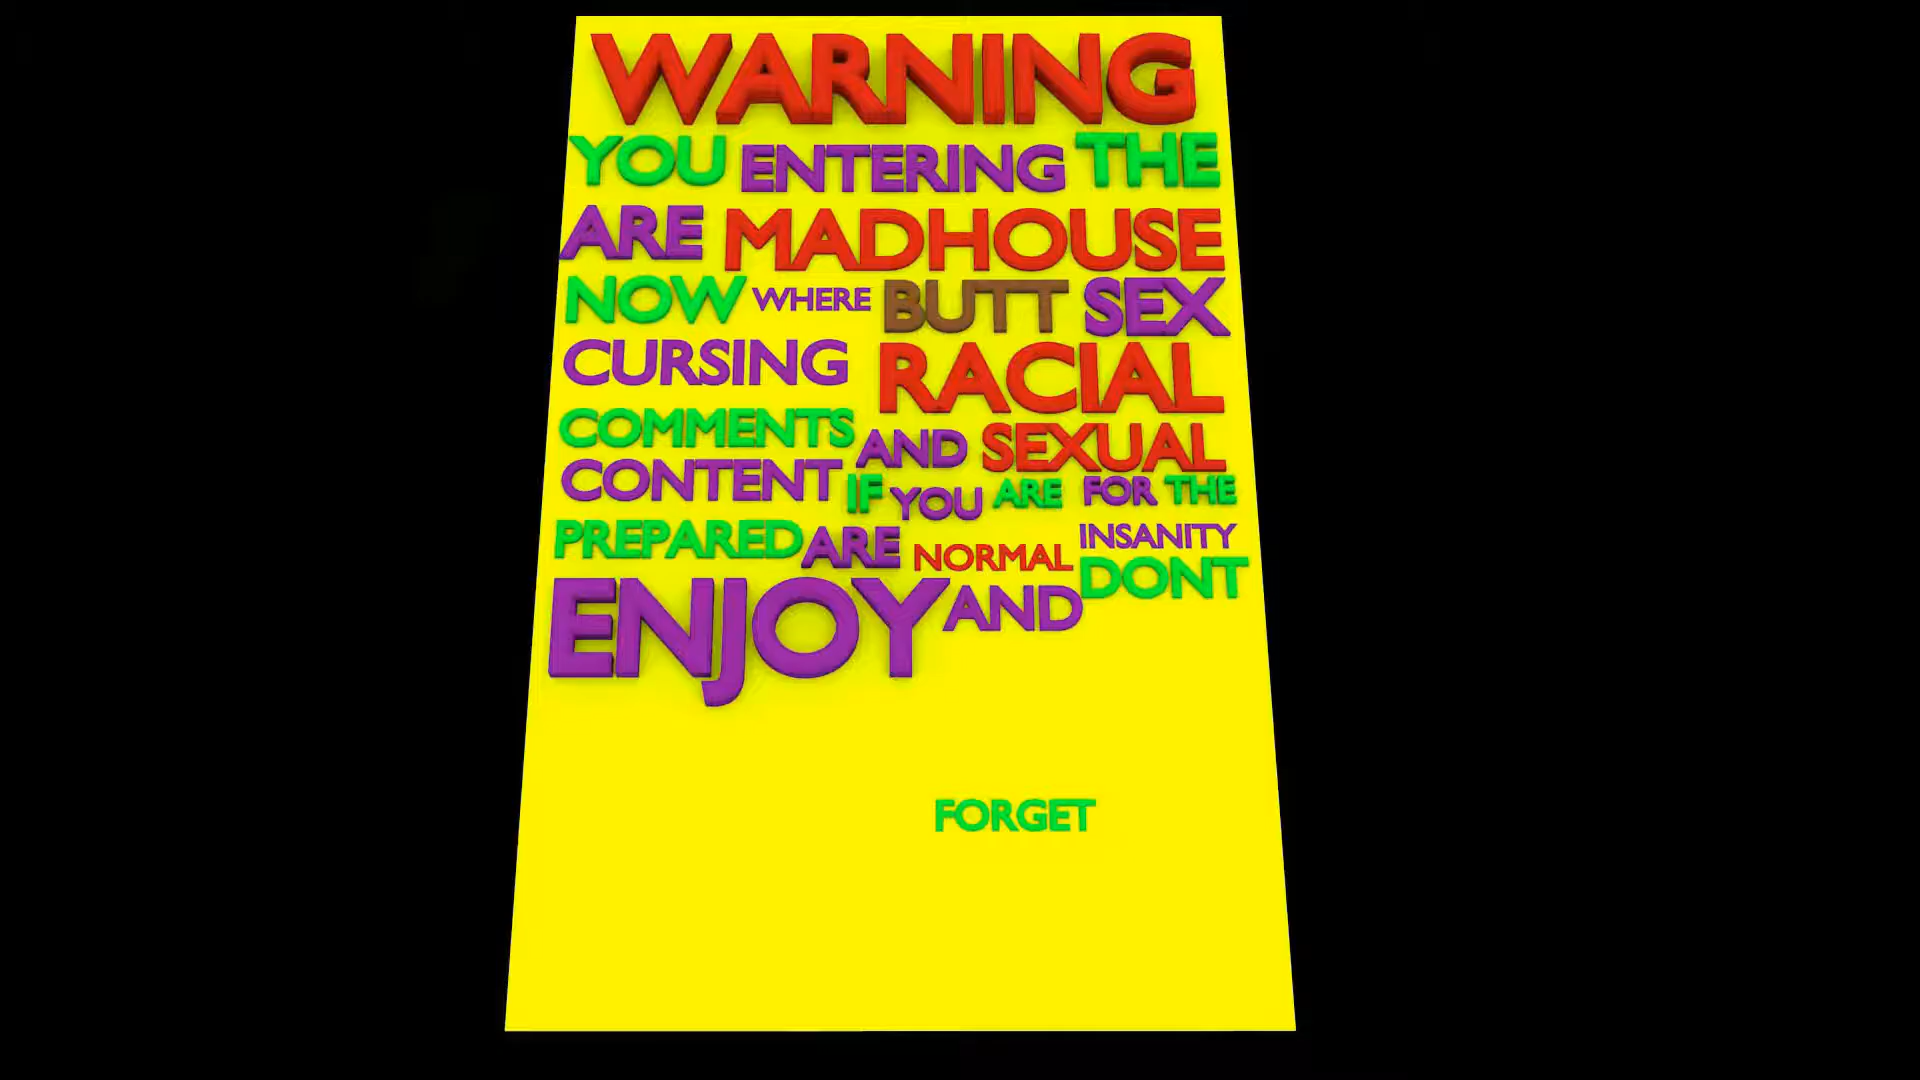 WARNING
YOU ENTERING THE
ARE MADHOUSE
NOW WHERE BUTT SEX
CURSING RACIAL
COMMENTS AND SEXUAL
CONTENT IF YOU ARE FOR THE
PREPARED ARE NORMAL INSANITY
ENJOY AND DONT
FORGET